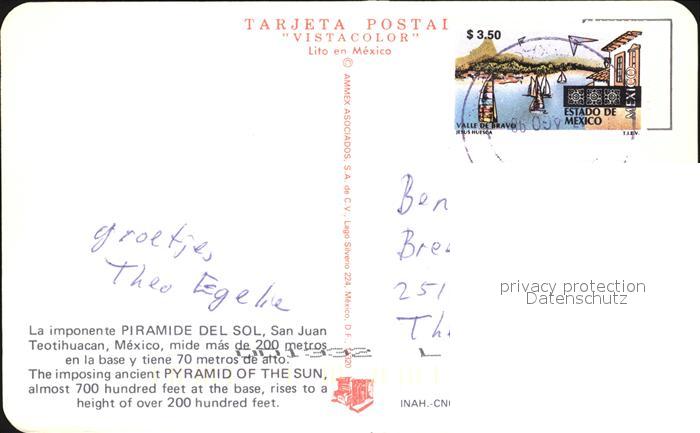 TARJETA POSTAL
"VISTACOLOR"
Lito en México
$ 3.50
VALLE DE BRAVO
JESUS HUESCA
ESTADO DE
MEXICO
MEXICO
T.I.E.V.
© AMMEX ASOCIADOS, S.A. de C.V., Lago Silverio 224, México, D.F.
groetjes
Theo Egelie
Ben
Bre
251
Th
privacy protection
Datenschutz
La imponente PIRAMIDE DEL SOL, San Juan
Teotihuacan, México, mide más de 200 metros
en la base y tiene 70 metros de alto.
The imposing ancient PYRAMID OF THE SUN,
almost 700 hundred feet at the base, rises to a
height of over 200 hundred feet.
INAH.-CN